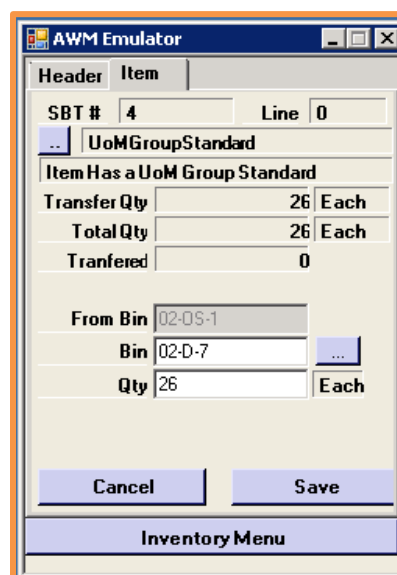 AWM Emulator
Header Item
SBT # 4 Line 0
.. UoMGroupStandard
Item Has a UoM Group Standard
Transfer Qty 26 Each
Total Qty 26 Each
Tranfered 0
From Bin 02-OS-1
Bin 02-D-7 ...
Qty 26 Each
Cancel Save
Inventory Menu